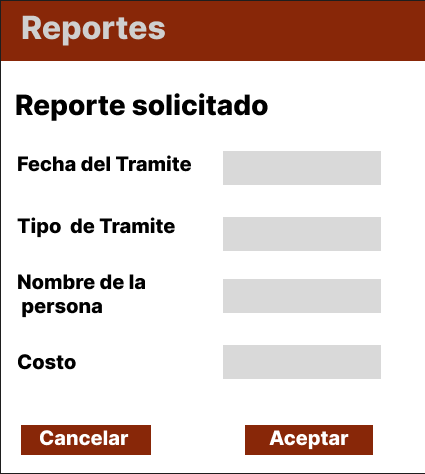 Reportes
Reporte solicitado
Fecha del Tramite
Tipo de Tramite
Nombre de la
persona
Costo
Cancelar
Aceptar